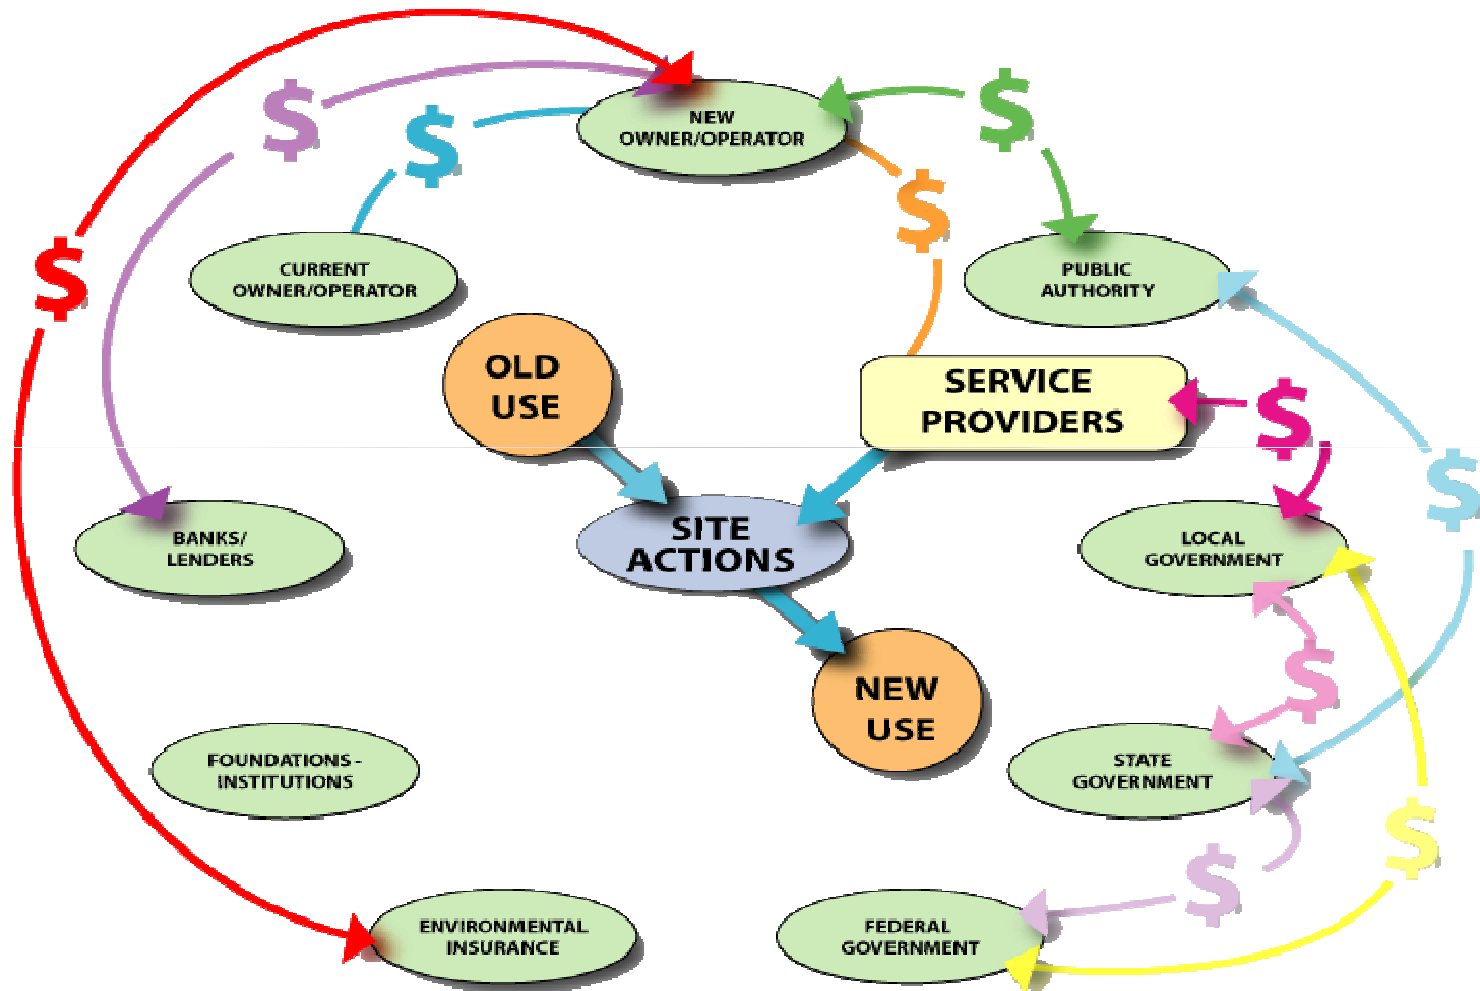 $
$
$
$
NEW
OWNER/OPERATOR
$
CURRENT
OWNER/OPERATOR
PUBLIC
AUTHORITY
$
OLD
USE
SERVICE
PROVIDERS
$
$
BANKS/
LENDERS
SITE
ACTIONS
LOCAL
GOVERNMENT
$
NEW
USE
FOUNDATIONS-
INSTITUTIONS
STATE
GOVERNMENT
$
$
ENVIRONMENTAL
INSURANCE
FEDERAL
GOVERNMENT